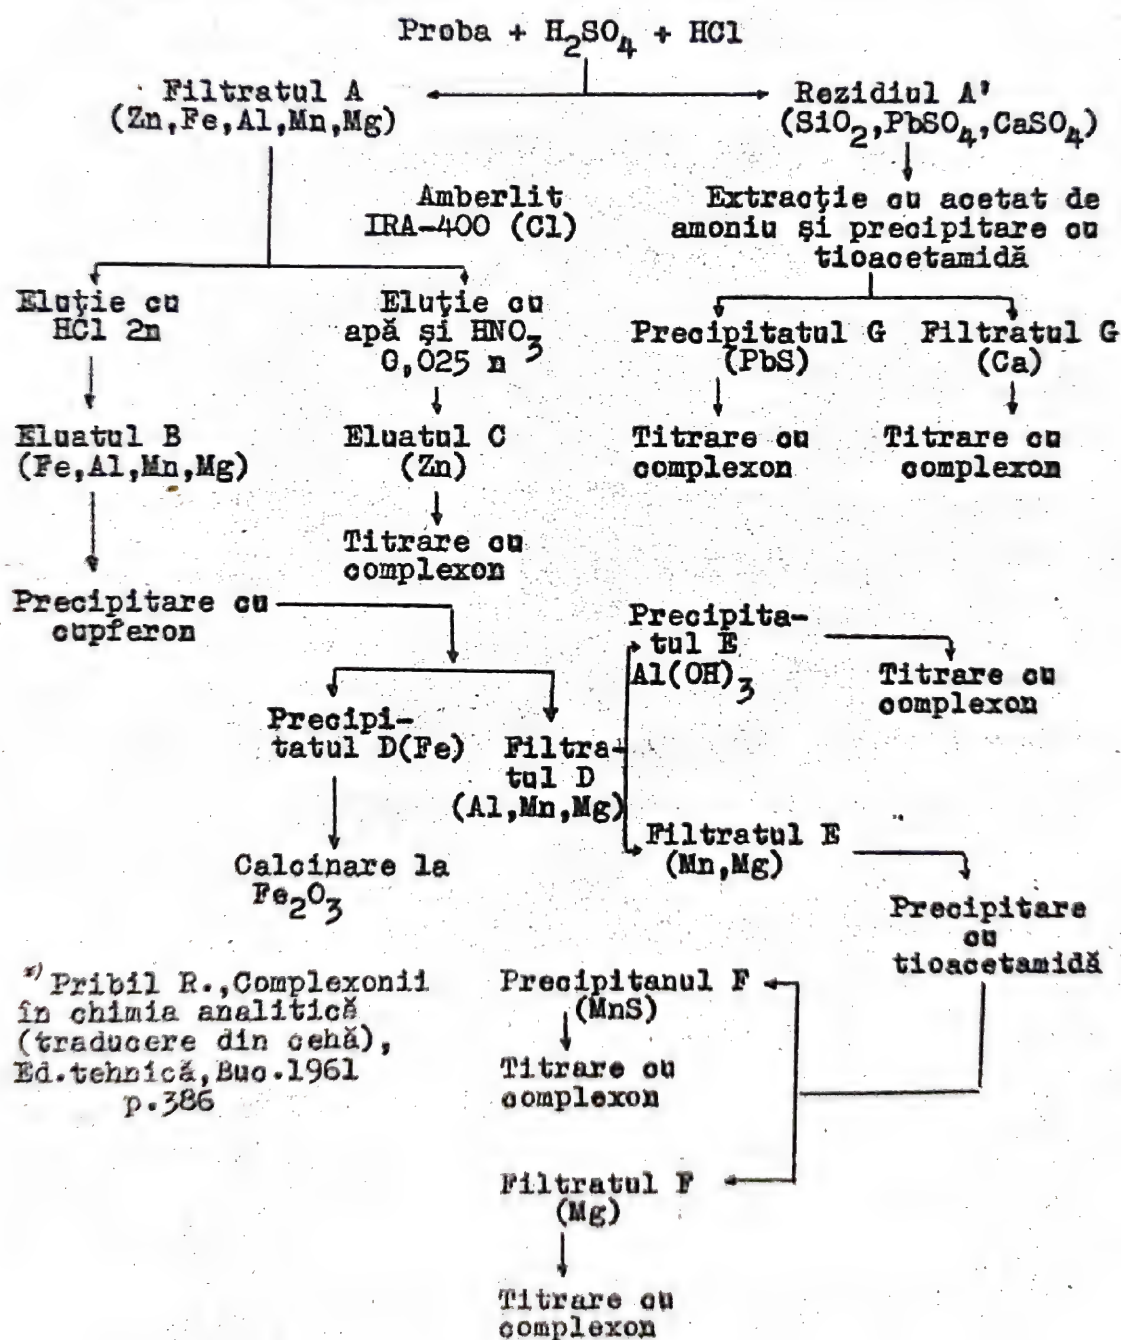 Proba + H₂SO₄ + HCl
Filtratul A
(Zn,Fe,Al,Mn,Mg)
Rezidiul A'
(SiO₂,PbSO₄,CaSO₄)
Amberlit
IRA-400 (Cl)
Extracţie cu acetat de
amoniu şi precipitare cu
tioacetamidă
Eluţie cu
HCl 2n
Eluţie cu
apă şi HNO₃
0,025 n
Precipitatul G
(PbS)
Filtratul G
(Ca)
Eluatul B
(Fe,Al,Mn,Mg)
Eluatul C
(Zn)
Titrare cu
complexon
Titrare cu
complexon
Titrare cu
complexon
Precipitare cu
cupferon
Precipita-
tul E
Al(OH)₃
Titrare cu
complexon
Precipi-
tatul D(Fe)
Filtra-
tul D
(Al,Mn,Mg)
Filtratul E
(Mn,Mg)
Calcinare la
Fe₂O₃
Precipitare
cu
tioacetamidă
*) Pribil R.,Complexonii
în chimia analitică
(traducere din cehă),
Ed.tehnică,Buc.1961
p.386
Precipitanul F
(MnS)
Titrare cu
complexon
Filtratul F
(Mg)
Titrare cu
complexon